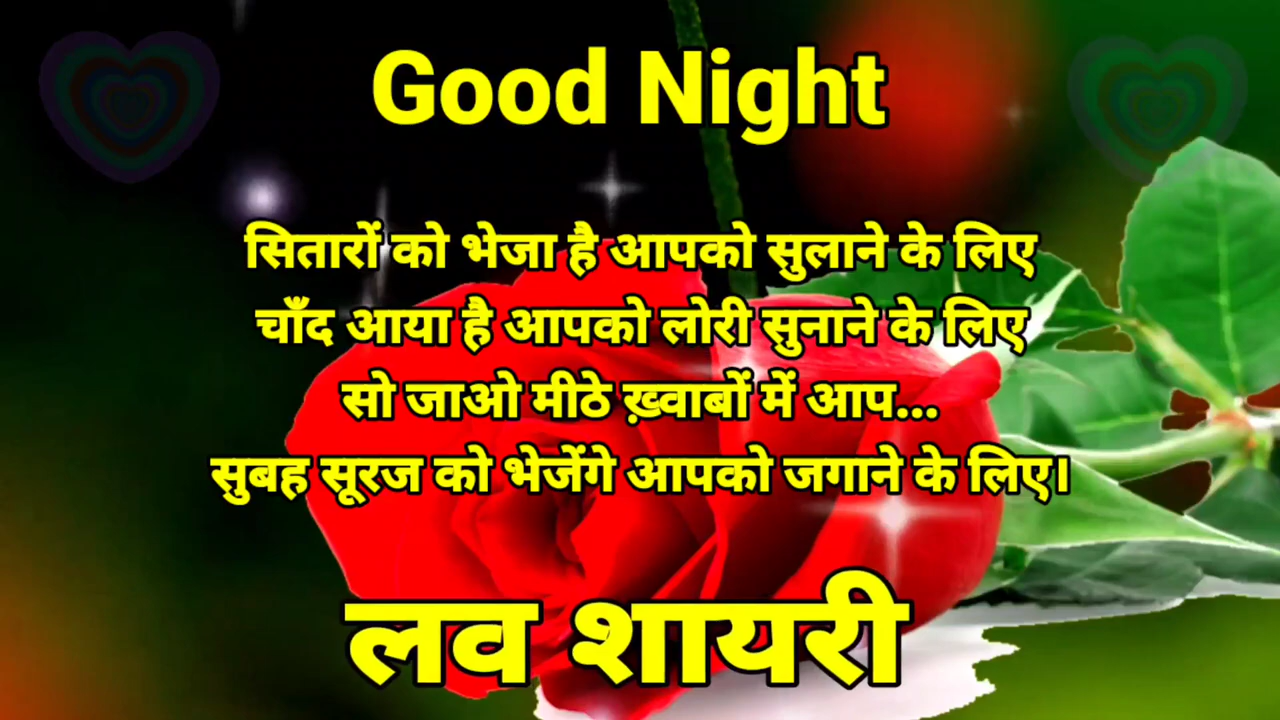 Good Night
सितारों को भेजा है आपको सुलाने के लिए
चाँद आया है आपको लोरी सुनाने के लिए
सो जाओ मीठे ख़्वाबों में आप...
सुबह सूरज को भेजेंगे आपको जगाने के लिए।
लव शायरी